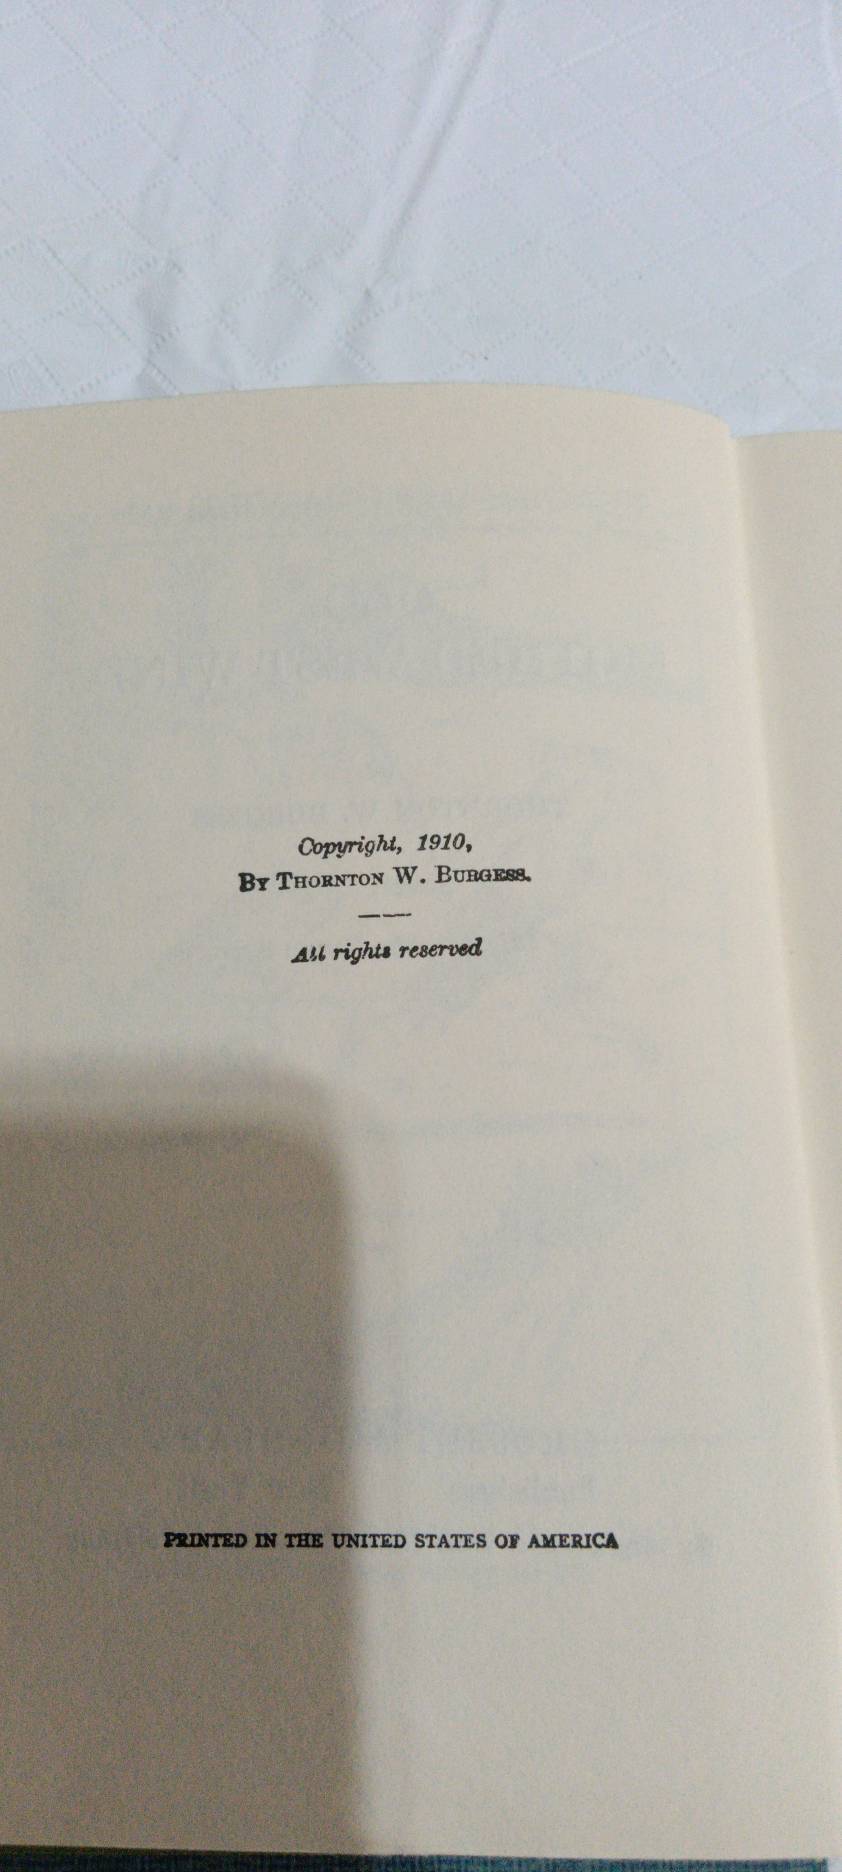 Copyright, 1910,
By Thornton W. Burgess.
All rights reserved
PRINTED IN THE UNITED STATES OF AMERICA